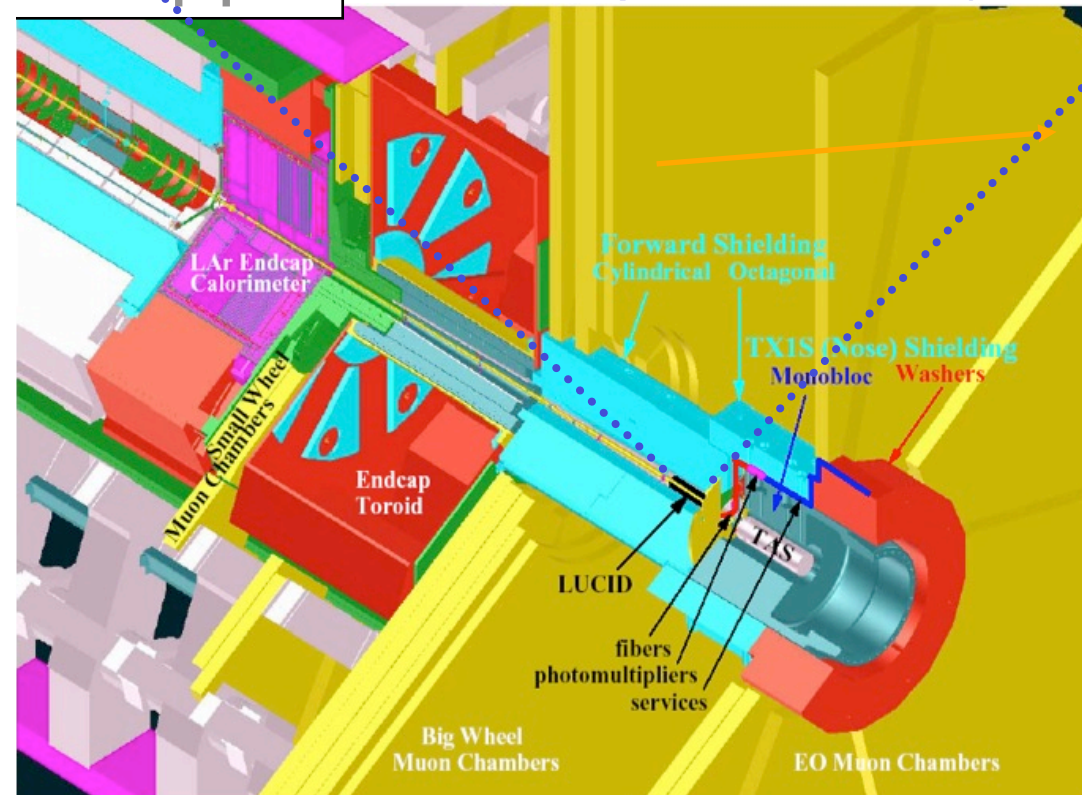 LAr Endcap
Calorimeter
Forward Shielding
Cylindrical Octagonal
TX1S (Nose) Shielding
Monobloc Washers
Small Wheel
Muon Chambers
Endcap
Toroid
TAS
LUCID
fibers
photomultipliers
services
Big Wheel
Muon Chambers
EO Muon Chambers